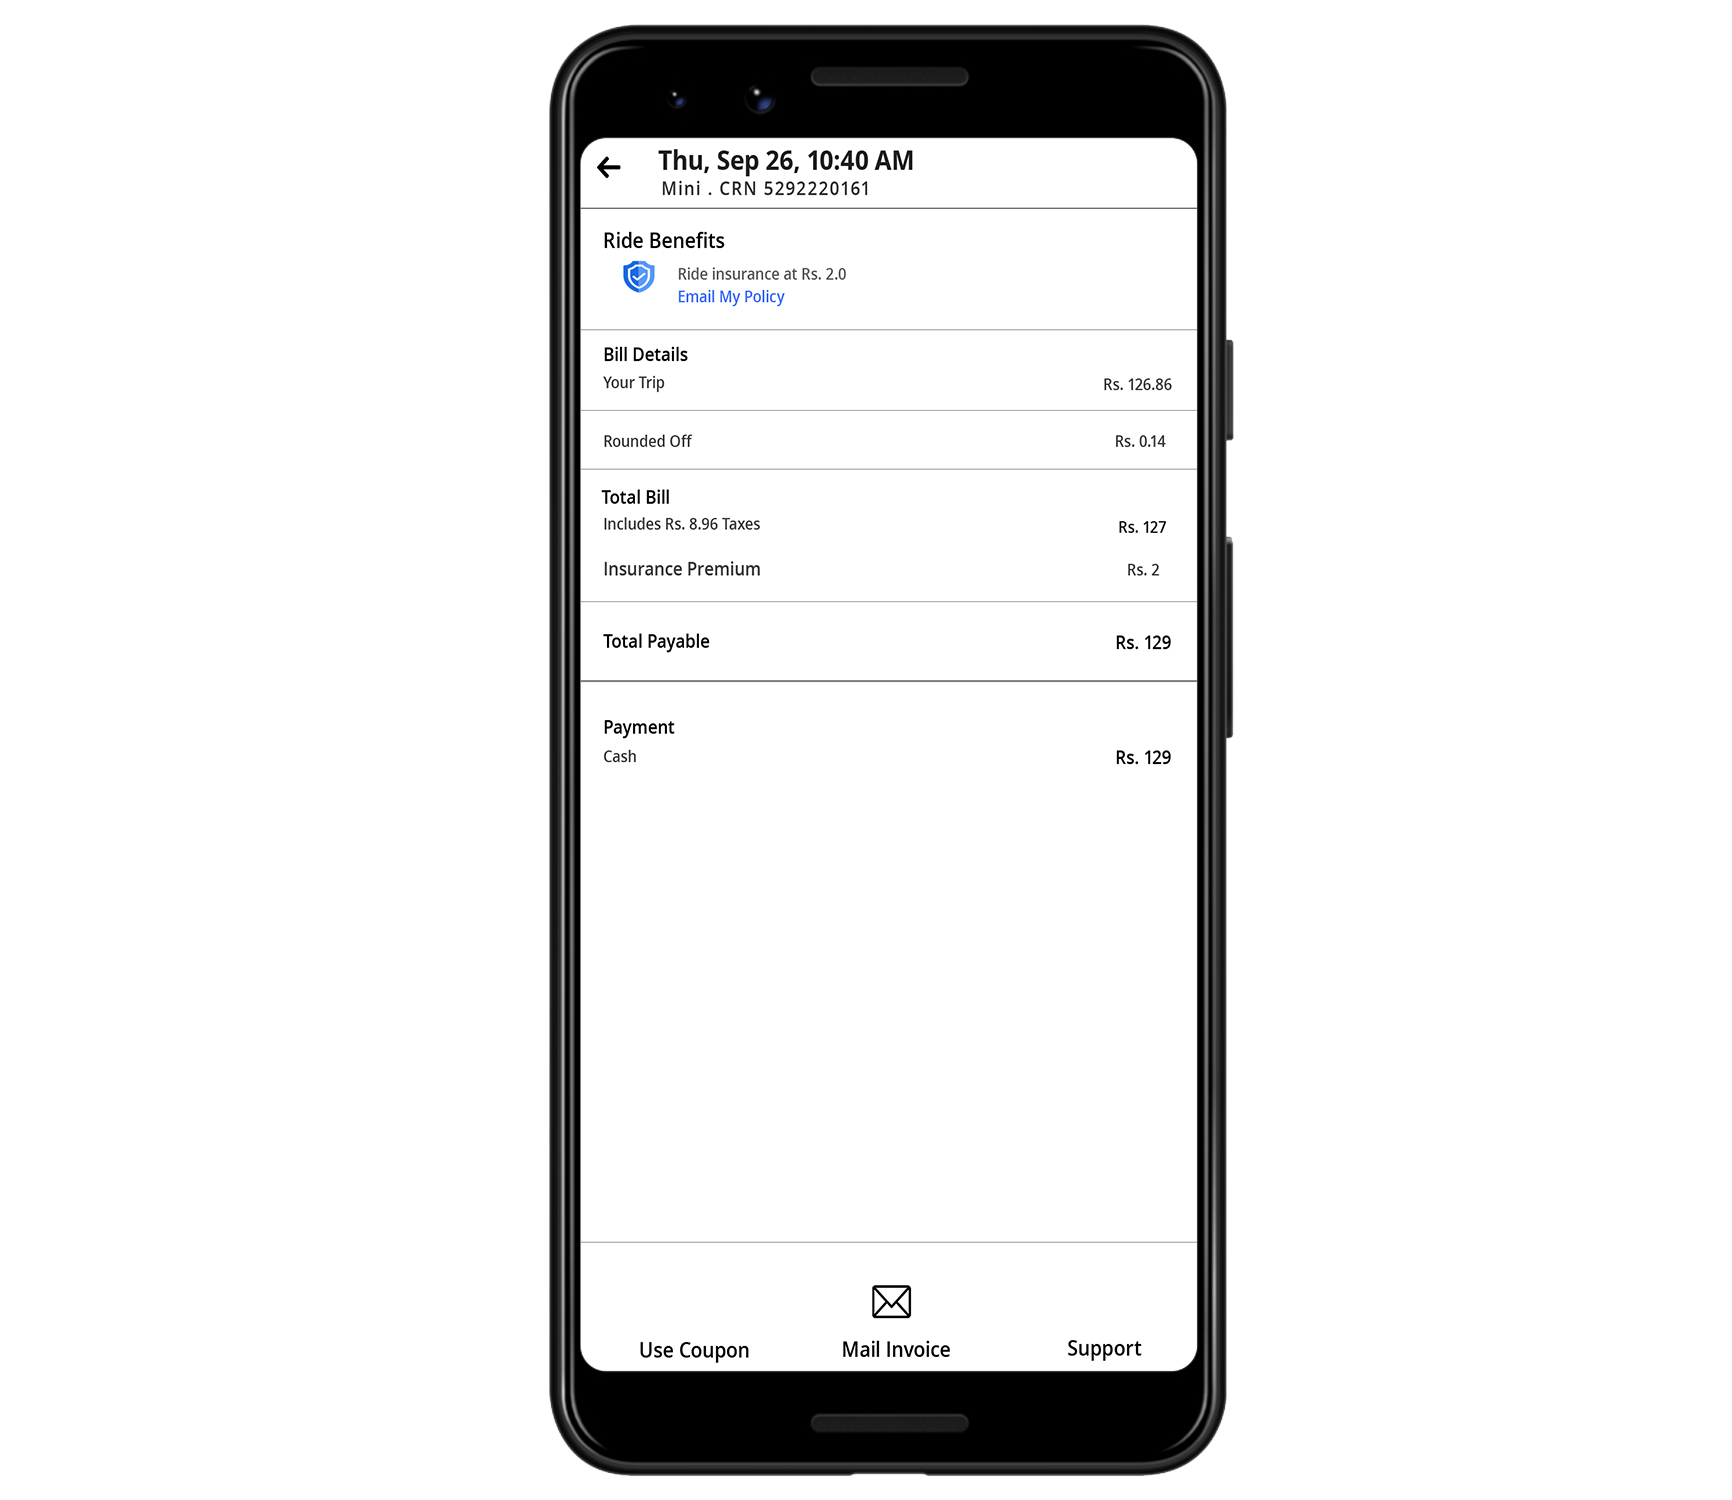 Thu, Sep 26, 10:40 AM
Mini . CRN 5292220161
Ride Benefits
Ride insurance at Rs. 2.0
Email My Policy
Bill Details
Your Trip Rs. 126.86
Rounded Off Rs. 0.14
Total Bill
Includes Rs. 8.96 Taxes Rs. 127
Insurance Premium Rs. 2
Total Payable Rs. 129
Payment
Cash Rs. 129
Use Coupon Mail Invoice Support